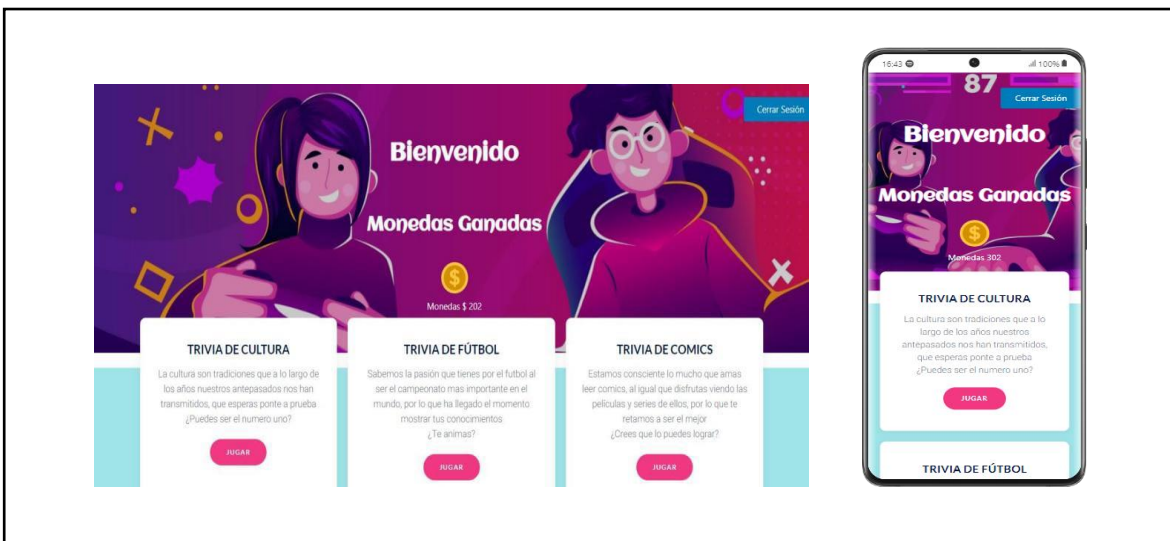 Cerrar Sesión
Bienvenido
Monedas Ganadas
$
Monedas $ 202
TRIVIA DE CULTURA
La cultura son tradiciones que a lo largo de
los años nuestros antepasados nos han
transmitidos, que esperas ponte a prueba
¿Puedes ser el numero uno?
JUGAR
TRIVIA DE FÚTBOL
Sabemos la pasión que tienes por el futbol al
ser el campeonato mas importante en el
mundo, por lo que ha llegado el momento
mostrar tus conocimientos
¿Te animas?
JUGAR
TRIVIA DE COMICS
Estamos consciente lo mucho que amas
leer comics, al igual que disfrutas viendo las
películas y series de ellos, por lo que te
retamos a ser el mejor
¿Crees que lo puedes lograr?
JUGAR
16:43 100%
87
Cerrar Sesión
Bienvenido
Monedas Ganadas
$
Monedas 302
TRIVIA DE CULTURA
La cultura son tradiciones que a lo
largo de los años nuestros
antepasados nos han transmitidos,
que esperas ponte a prueba
¿Puedes ser el numero uno?
JUGAR
TRIVIA DE FÚTBOL